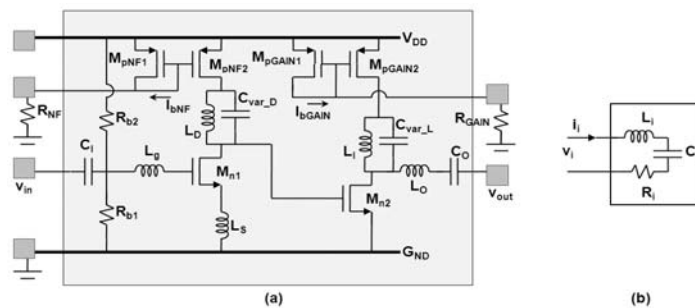 V_DD
M_pNF1
M_pNF2
M_pGAIN1
M_pGAIN2
i_bNF
i_bGAIN
R_NF
R_b2
L_D
C_var_D
L_l
C_var_L
R_GAIN
C_I
L_g
M_n1
L_O
C_O
v_in
v_out
R_b1
M_n2
L_S
G_ND
(a)
i_i
L_i
v_i
R_i
(b)